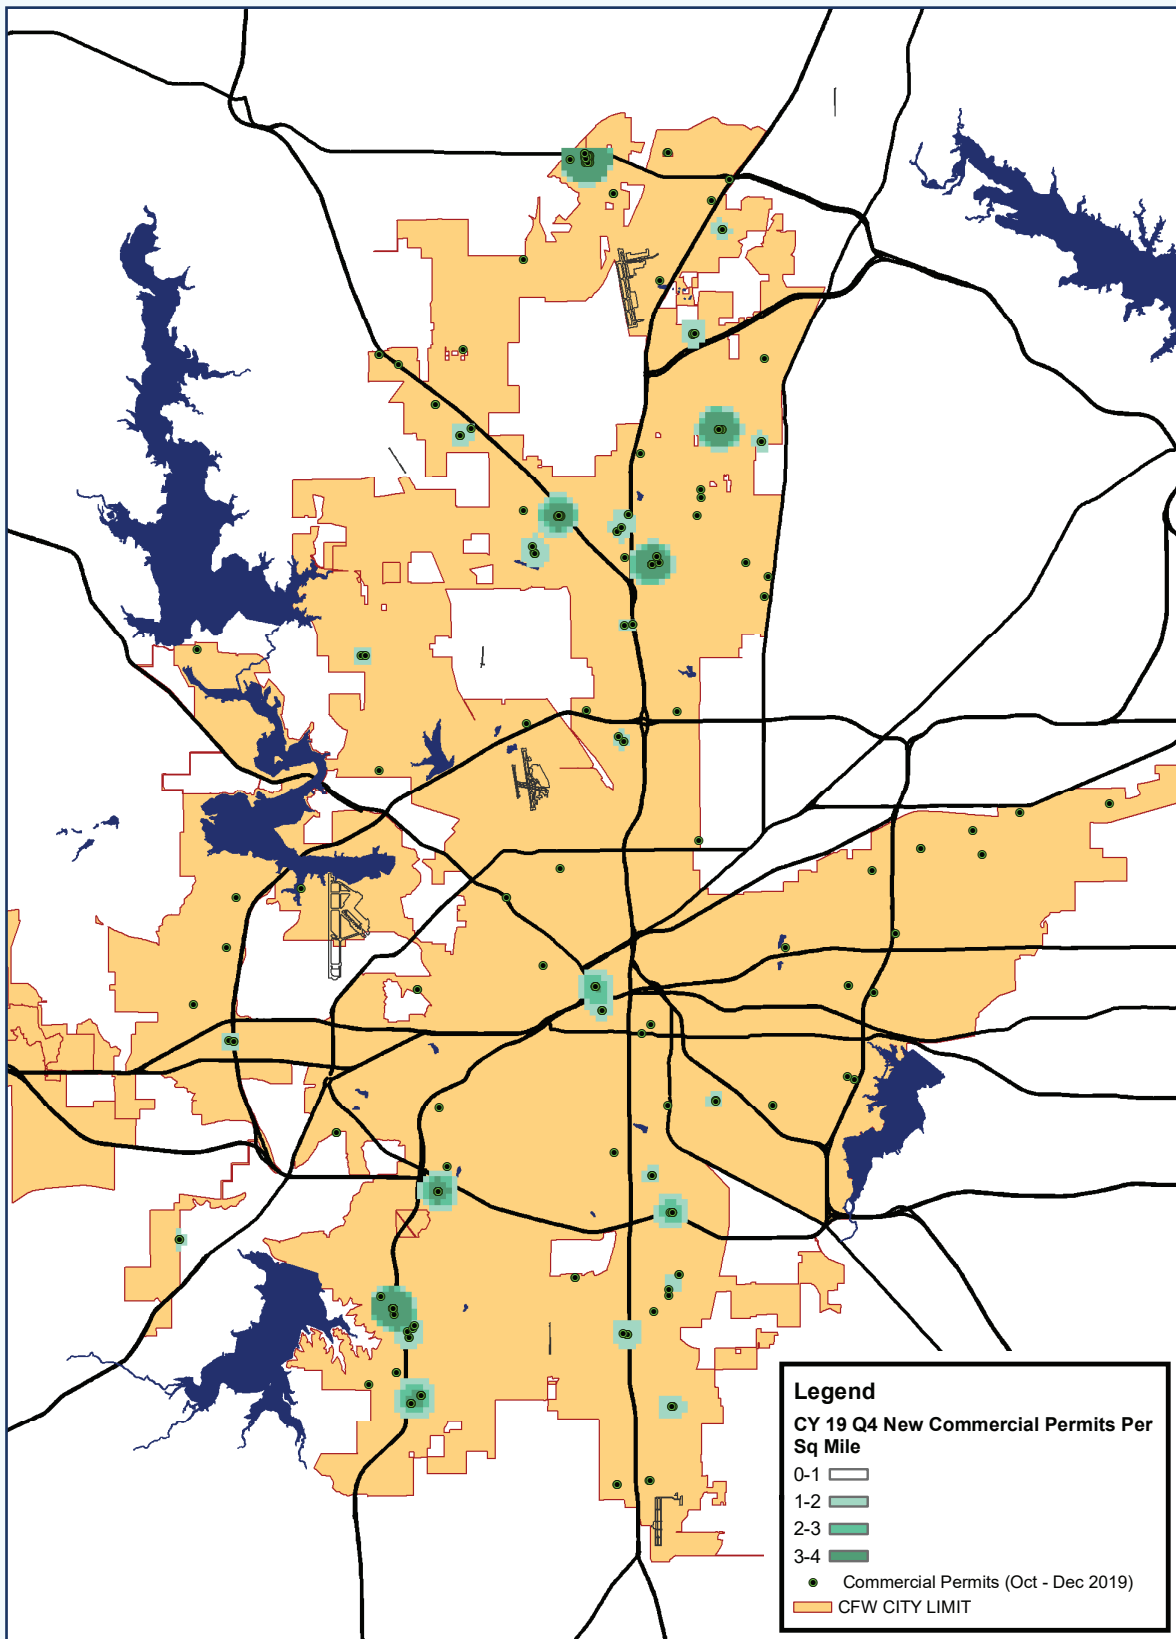 Legend
CY 19 Q4 New Commercial Permits Per
Sq Mile
0-1
1-2
2-3
3-4
Commercial Permits (Oct - Dec 2019)
CFW CITY LIMIT